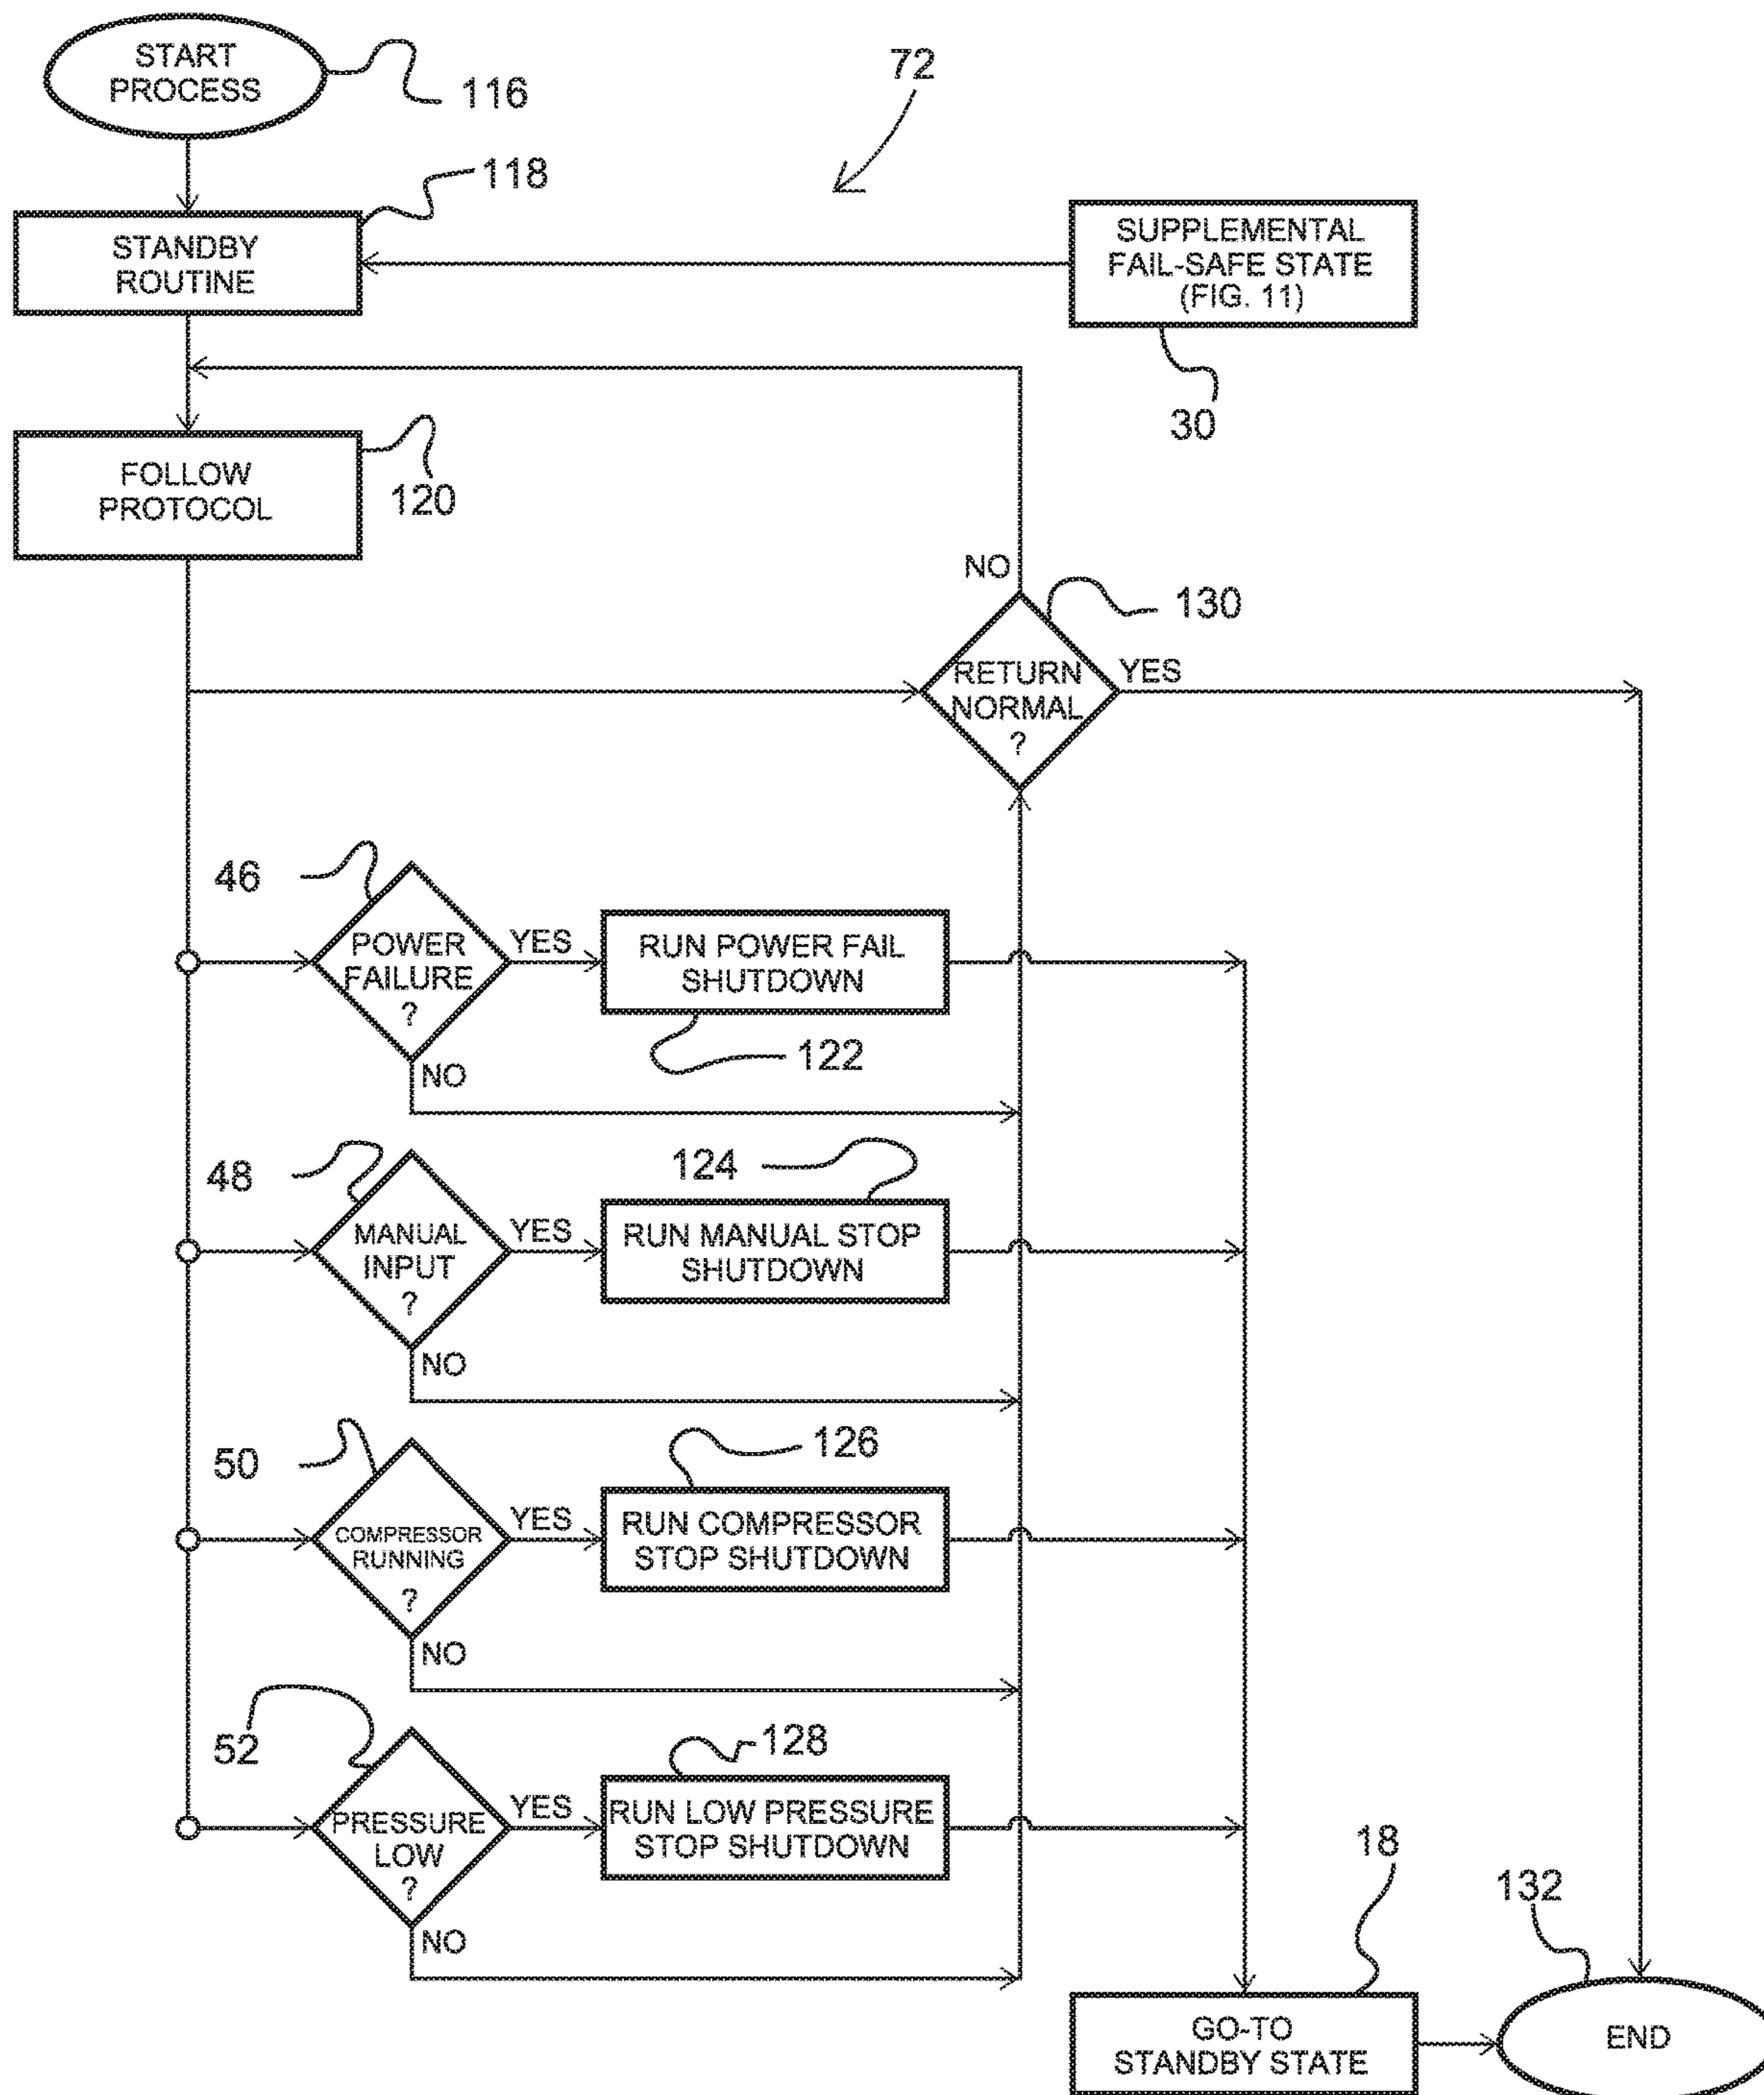 START
PROCESS
116
72
118
STANDBY
ROUTINE
SUPPLEMENTAL
FAIL-SAFE STATE
(FIG. 11)
30
FOLLOW
PROTOCOL
120
NO
130
RETURN
NORMAL
?
YES
46
POWER
FAILURE
?
YES
RUN POWER FAIL
SHUTDOWN
122
NO
48
MANUAL
INPUT
?
YES
124
RUN MANUAL STOP
SHUTDOWN
NO
50
COMPRESSOR
RUNNING
?
YES
126
RUN COMPRESSOR
STOP SHUTDOWN
NO
52
PRESSURE
LOW
?
YES
128
RUN LOW PRESSURE
STOP SHUTDOWN
NO
18
GO-TO
STANDBY STATE
132
END